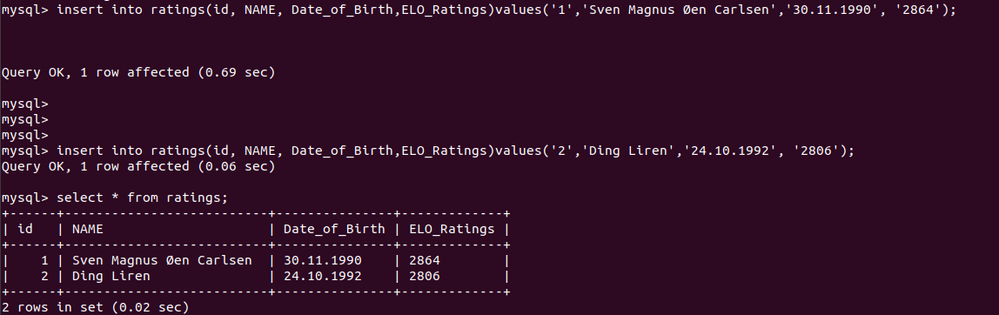 mysql> insert into ratings(id, NAME, Date_of_Birth,ELO_Ratings)values('1','Sven Magnus Øen Carlsen','30.11.1990', '2864');
Query OK, 1 row affected (0.69 sec)
mysql>
mysql>
mysql>
mysql> insert into ratings(id, NAME, Date_of_Birth,ELO_Ratings)values('2','Ding Liren','24.10.1992', '2806');
Query OK, 1 row affected (0.06 sec)
mysql> select * from ratings;
+------+--------------------------+---------------+-------------+
| id   | NAME                     | Date_of_Birth | ELO_Ratings |
+------+--------------------------+---------------+-------------+
|    1 | Sven Magnus Øen Carlsen  | 30.11.1990    | 2864        |
|    2 | Ding Liren               | 24.10.1992    | 2806        |
+------+--------------------------+---------------+-------------+
2 rows in set (0.02 sec)